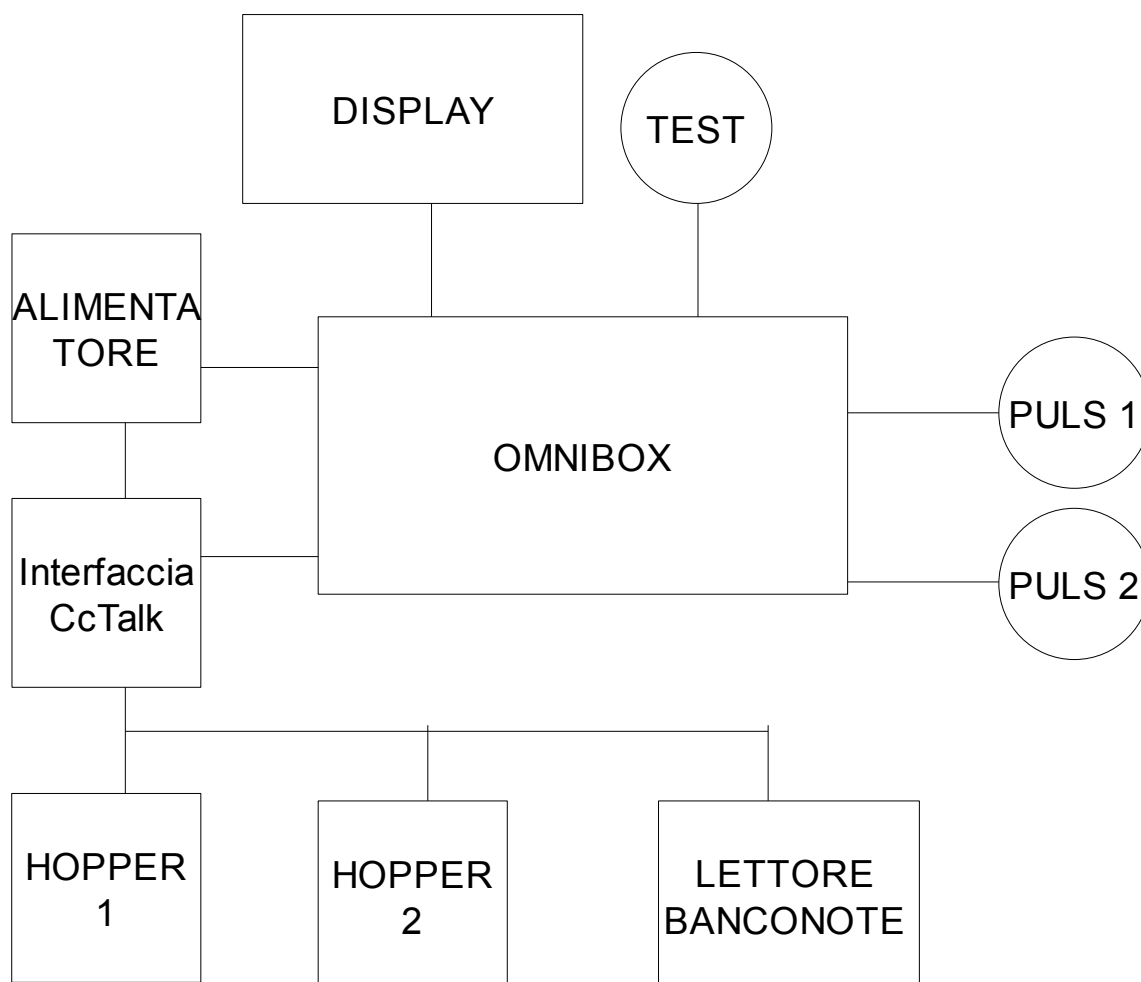 DISPLAY
TEST
ALIMENTA
TORE
OMNIBOX
PULS 1
Interfaccia
CcTalk
PULS 2
HOPPER
1
HOPPER
2
LETTORE
BANCONOTE